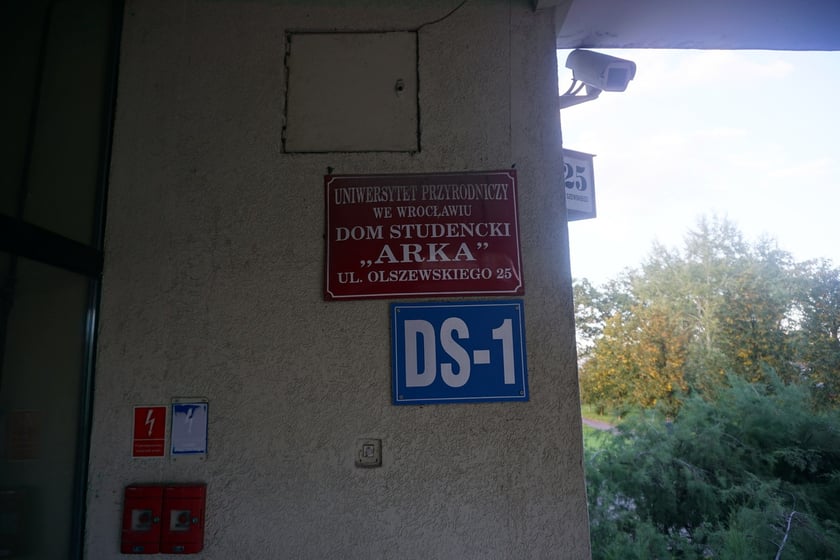 UNIWERSYTET PRZYRODNICZY
WE WROCŁAWIU
DOM STUDENCKI
„ARKA”
UL. OLSZEWSKIEGO 25
DS-1
25